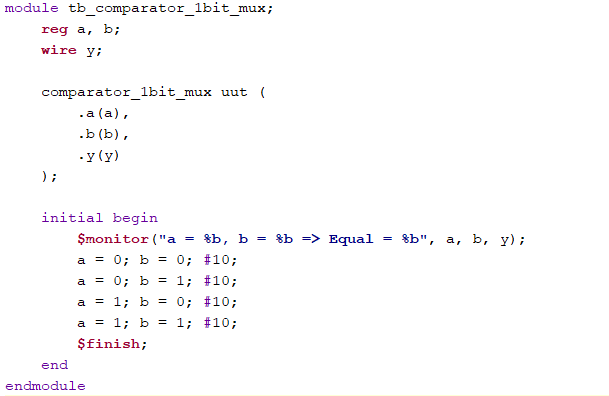 module tb_comparator_1bit_mux;
    reg a, b;
    wire y;

    comparator_1bit_mux uut (
        .a(a),
        .b(b),
        .y(y)
    );

    initial begin
        $monitor("a = %b, b = %b => Equal = %b", a, b, y);
        a = 0; b = 0; #10;
        a = 0; b = 1; #10;
        a = 1; b = 0; #10;
        a = 1; b = 1; #10;
        $finish;
    end
endmodule